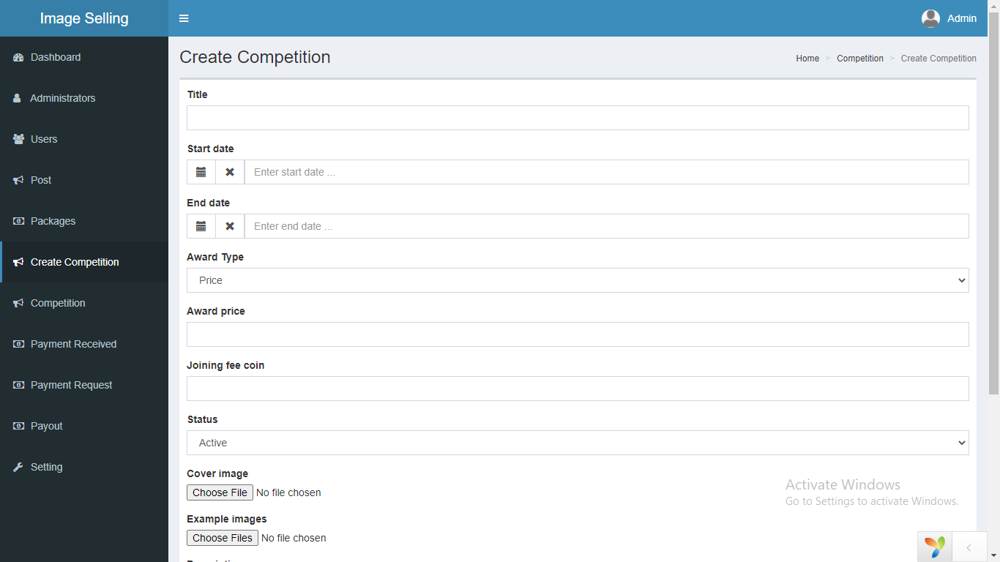 Image Selling
Admin
Dashboard
Administrators
Users
Post
Packages
Create Competition
Competition
Payment Received
Payment Request
Payout
Setting
Create Competition
Home > Competition > Create Competition
Title
Start date
Enter start date ...
End date
Enter end date ...
Award Type
Price
Award price
Joining fee coin
Status
Active
Cover image
Choose File No file chosen
Activate Windows
Go to Settings to activate Windows.
Example images
Choose Files No file chosen